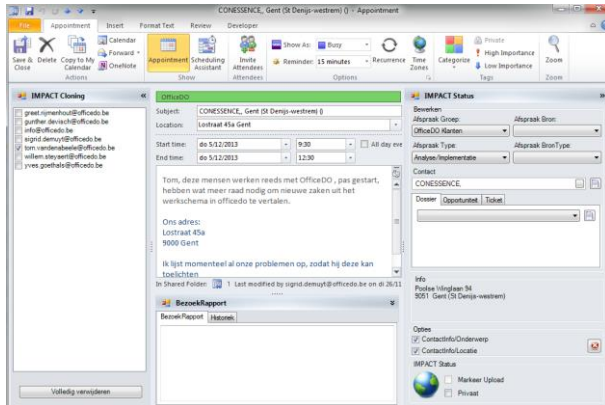 CONESSENCE, Gent (St Denijs-westrem) () - Appointment
File Appointment Insert Format Text Review Developer
Save & Close
Delete
Copy to My Calendar
Calendar
Forward
OneNote
Actions
Appointment
Scheduling Assistant
Show
Invite Attendees
Attendees
Show As: Busy
Reminder: 15 minutes
Recurrence
Time Zones
Options
Categorize
Private
High Importance
Low Importance
Tags
Zoom
Zoom
IMPACT Cloning
greet.rijmenhout@officedo.be
gunther.devisch@officedo.be
info@officedo.be
sigrid.demuyt@officedo.be
tom.vandenabeele@officedo.be
willem.steyaert@officedo.be
yves.goethals@officedo.be
Volledig verwijderen
OfficeDO
Subject: CONESSENCE,, Gent (St Denijs-westrem) ()
Location: Lostraat 45a Gent
Start time: do 5/12/2013 9:30 All day eve
End time: do 5/12/2013 12:30
Tom, deze mensen werken reeds met OfficeDO , pas gestart,
hebben wat meer raad nodig om nieuwe zaken uit het
werkschema in officedo te vertalen.
Ons adres:
Lostraat 45a
9000 Gent
Ik lijst momenteel al onze problemen op, zodat hij deze kan
toelichten
In Shared Folder: 1 Last modified by sigrid.demuyt@officedo.be on di 26/11
BezoekRapport
BezoekRapport Historiek
IMPACT Status
Bewerken
Afspraak Groep: Afspraak Bron:
OfficeDO Klanten
Afspraak Type: Afspraak BronType:
Analyse/Implementatie
Contact
CONESSENCE,
Dossier Opportuniteit Ticket
Info
Poolse Winglaan 94
9051 Gent (St Denijs-westrem)
Opties
ContactInfo/Onderwerp
ContactInfo/Locatie
IMPACT Status
Markeer Upload
Privaat